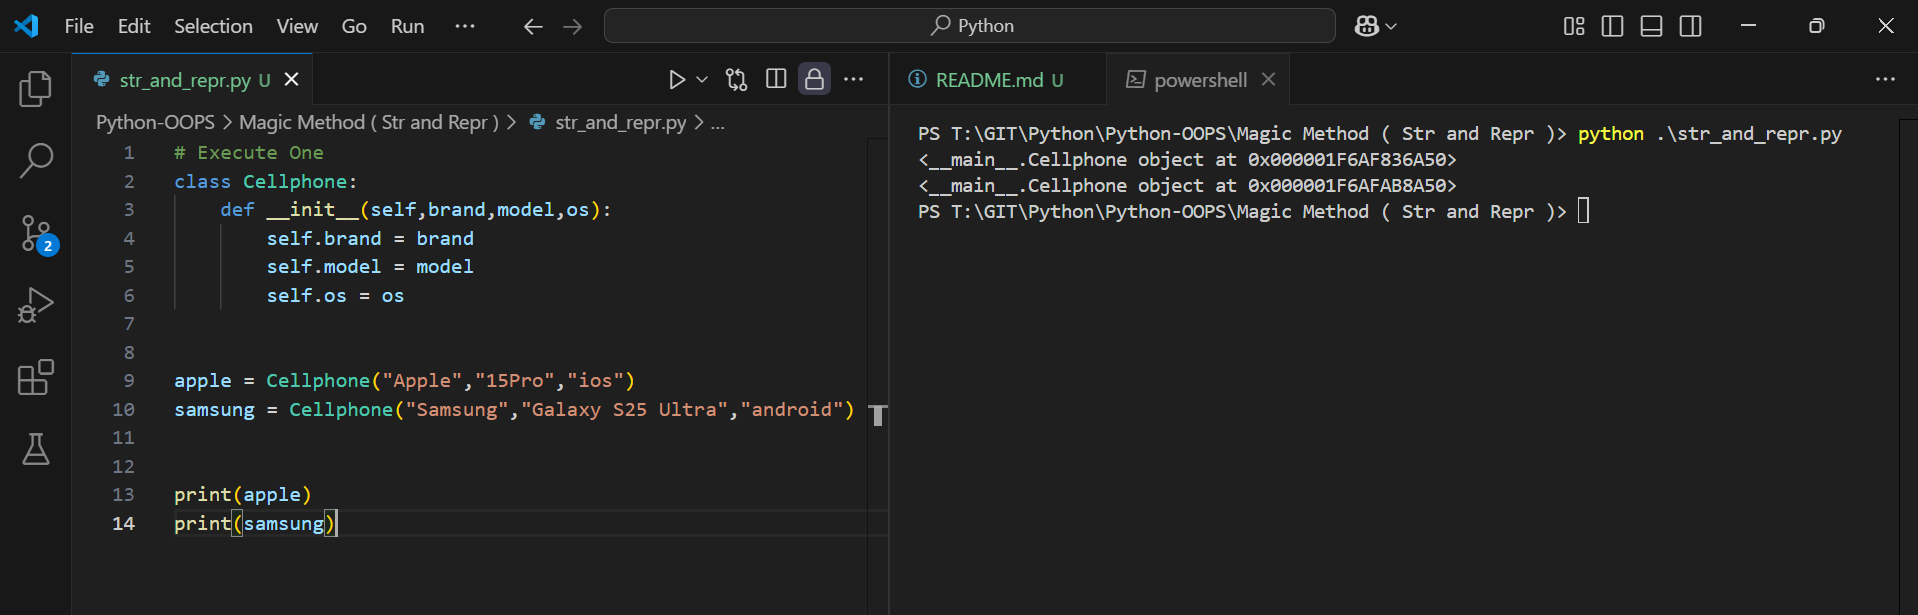 File Edit Selection View Go Run ··· Python
str_and_repr.py U
Python-OOPS > Magic Method ( Str and Repr ) > str_and_repr.py > ...
1 # Execute One
2 class Cellphone:
3     def __init__(self,brand,model,os):
4         self.brand = brand
5         self.model = model
6         self.os = os
7
8
9 apple = Cellphone("Apple","15Pro","ios")
10 samsung = Cellphone("Samsung","Galaxy S25 Ultra","android")
11
12
13 print(apple)
14 print(samsung)
2
README.md U powershell
PS T:\GIT\Python\Python-OOPS\Magic Method ( Str and Repr )> python .\str_and_repr.py
<__main__.Cellphone object at 0x000001F6AF836A50>
<__main__.Cellphone object at 0x000001F6AFAB8A50>
PS T:\GIT\Python\Python-OOPS\Magic Method ( Str and Repr )>